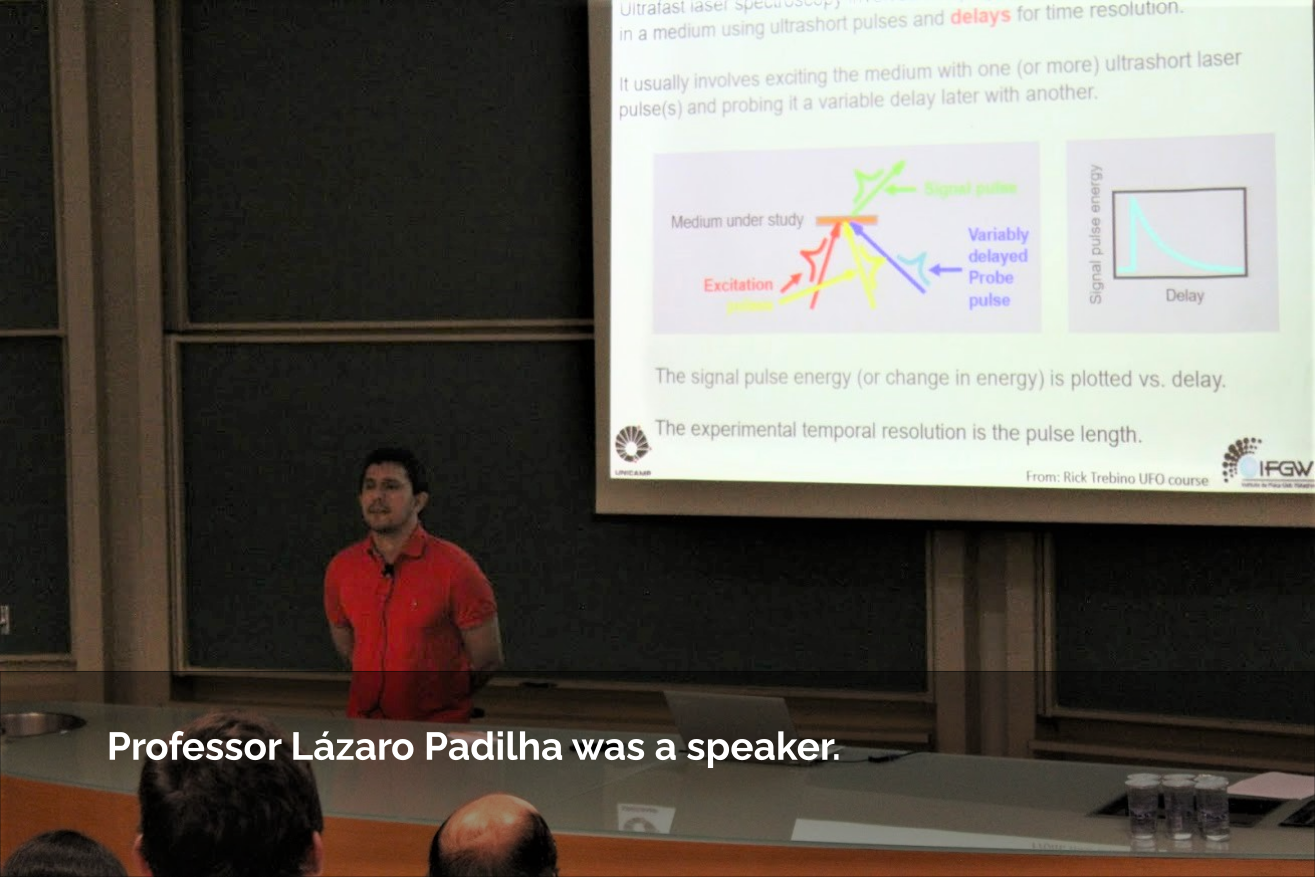 Ultrafast laser spectroscopy
in a medium using ultrashort pulses and delays for time resolution.
It usually involves exciting the medium with one (or more) ultrashort laser
pulse(s) and probing it a variable delay later with another.
Signal pulse
Medium under study
Variably
delayed
Probe
pulse
Excitation
pulses
Signal pulse energy
Delay
The signal pulse energy (or change in energy) is plotted vs. delay.
The experimental temporal resolution is the pulse length.
UNICAMP
From: Rick Trebino UFO course
IFGW
Professor Lázaro Padilha was a speaker.